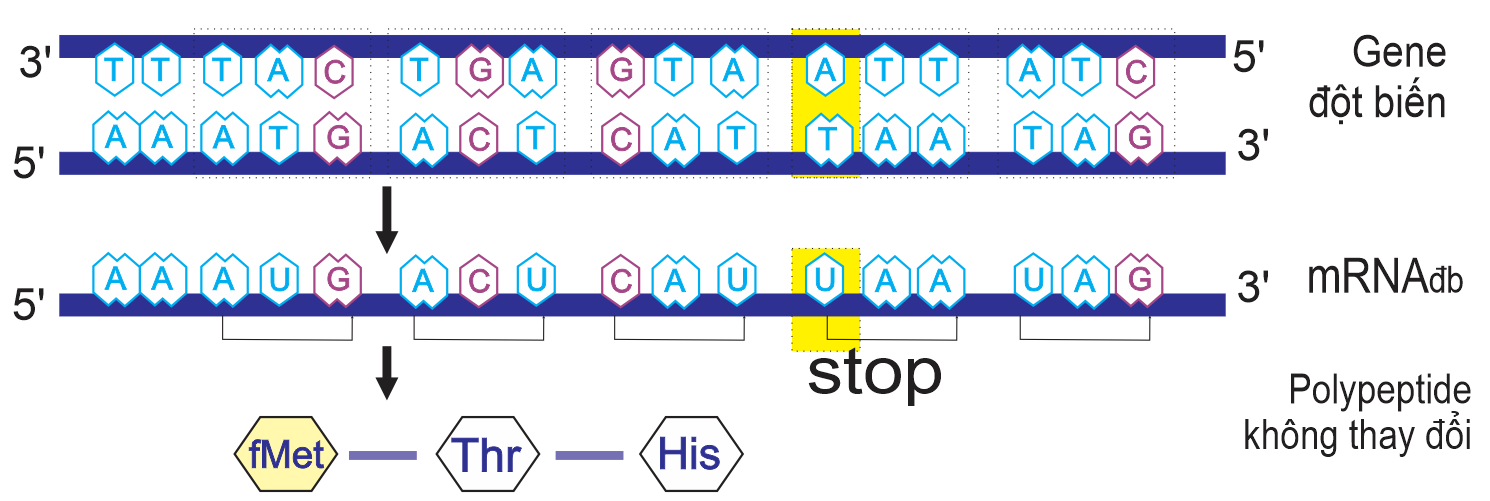 3' T T T A C T G A G T A A T T A T C 5'
Gene
đột biến
5' A A A T G A C T C A T T A A T A G 3'
5' A A A U G A C U C A U U A A U A G 3'
mRNAđb
stop
Polypeptide
không thay đổi
fMet Thr His